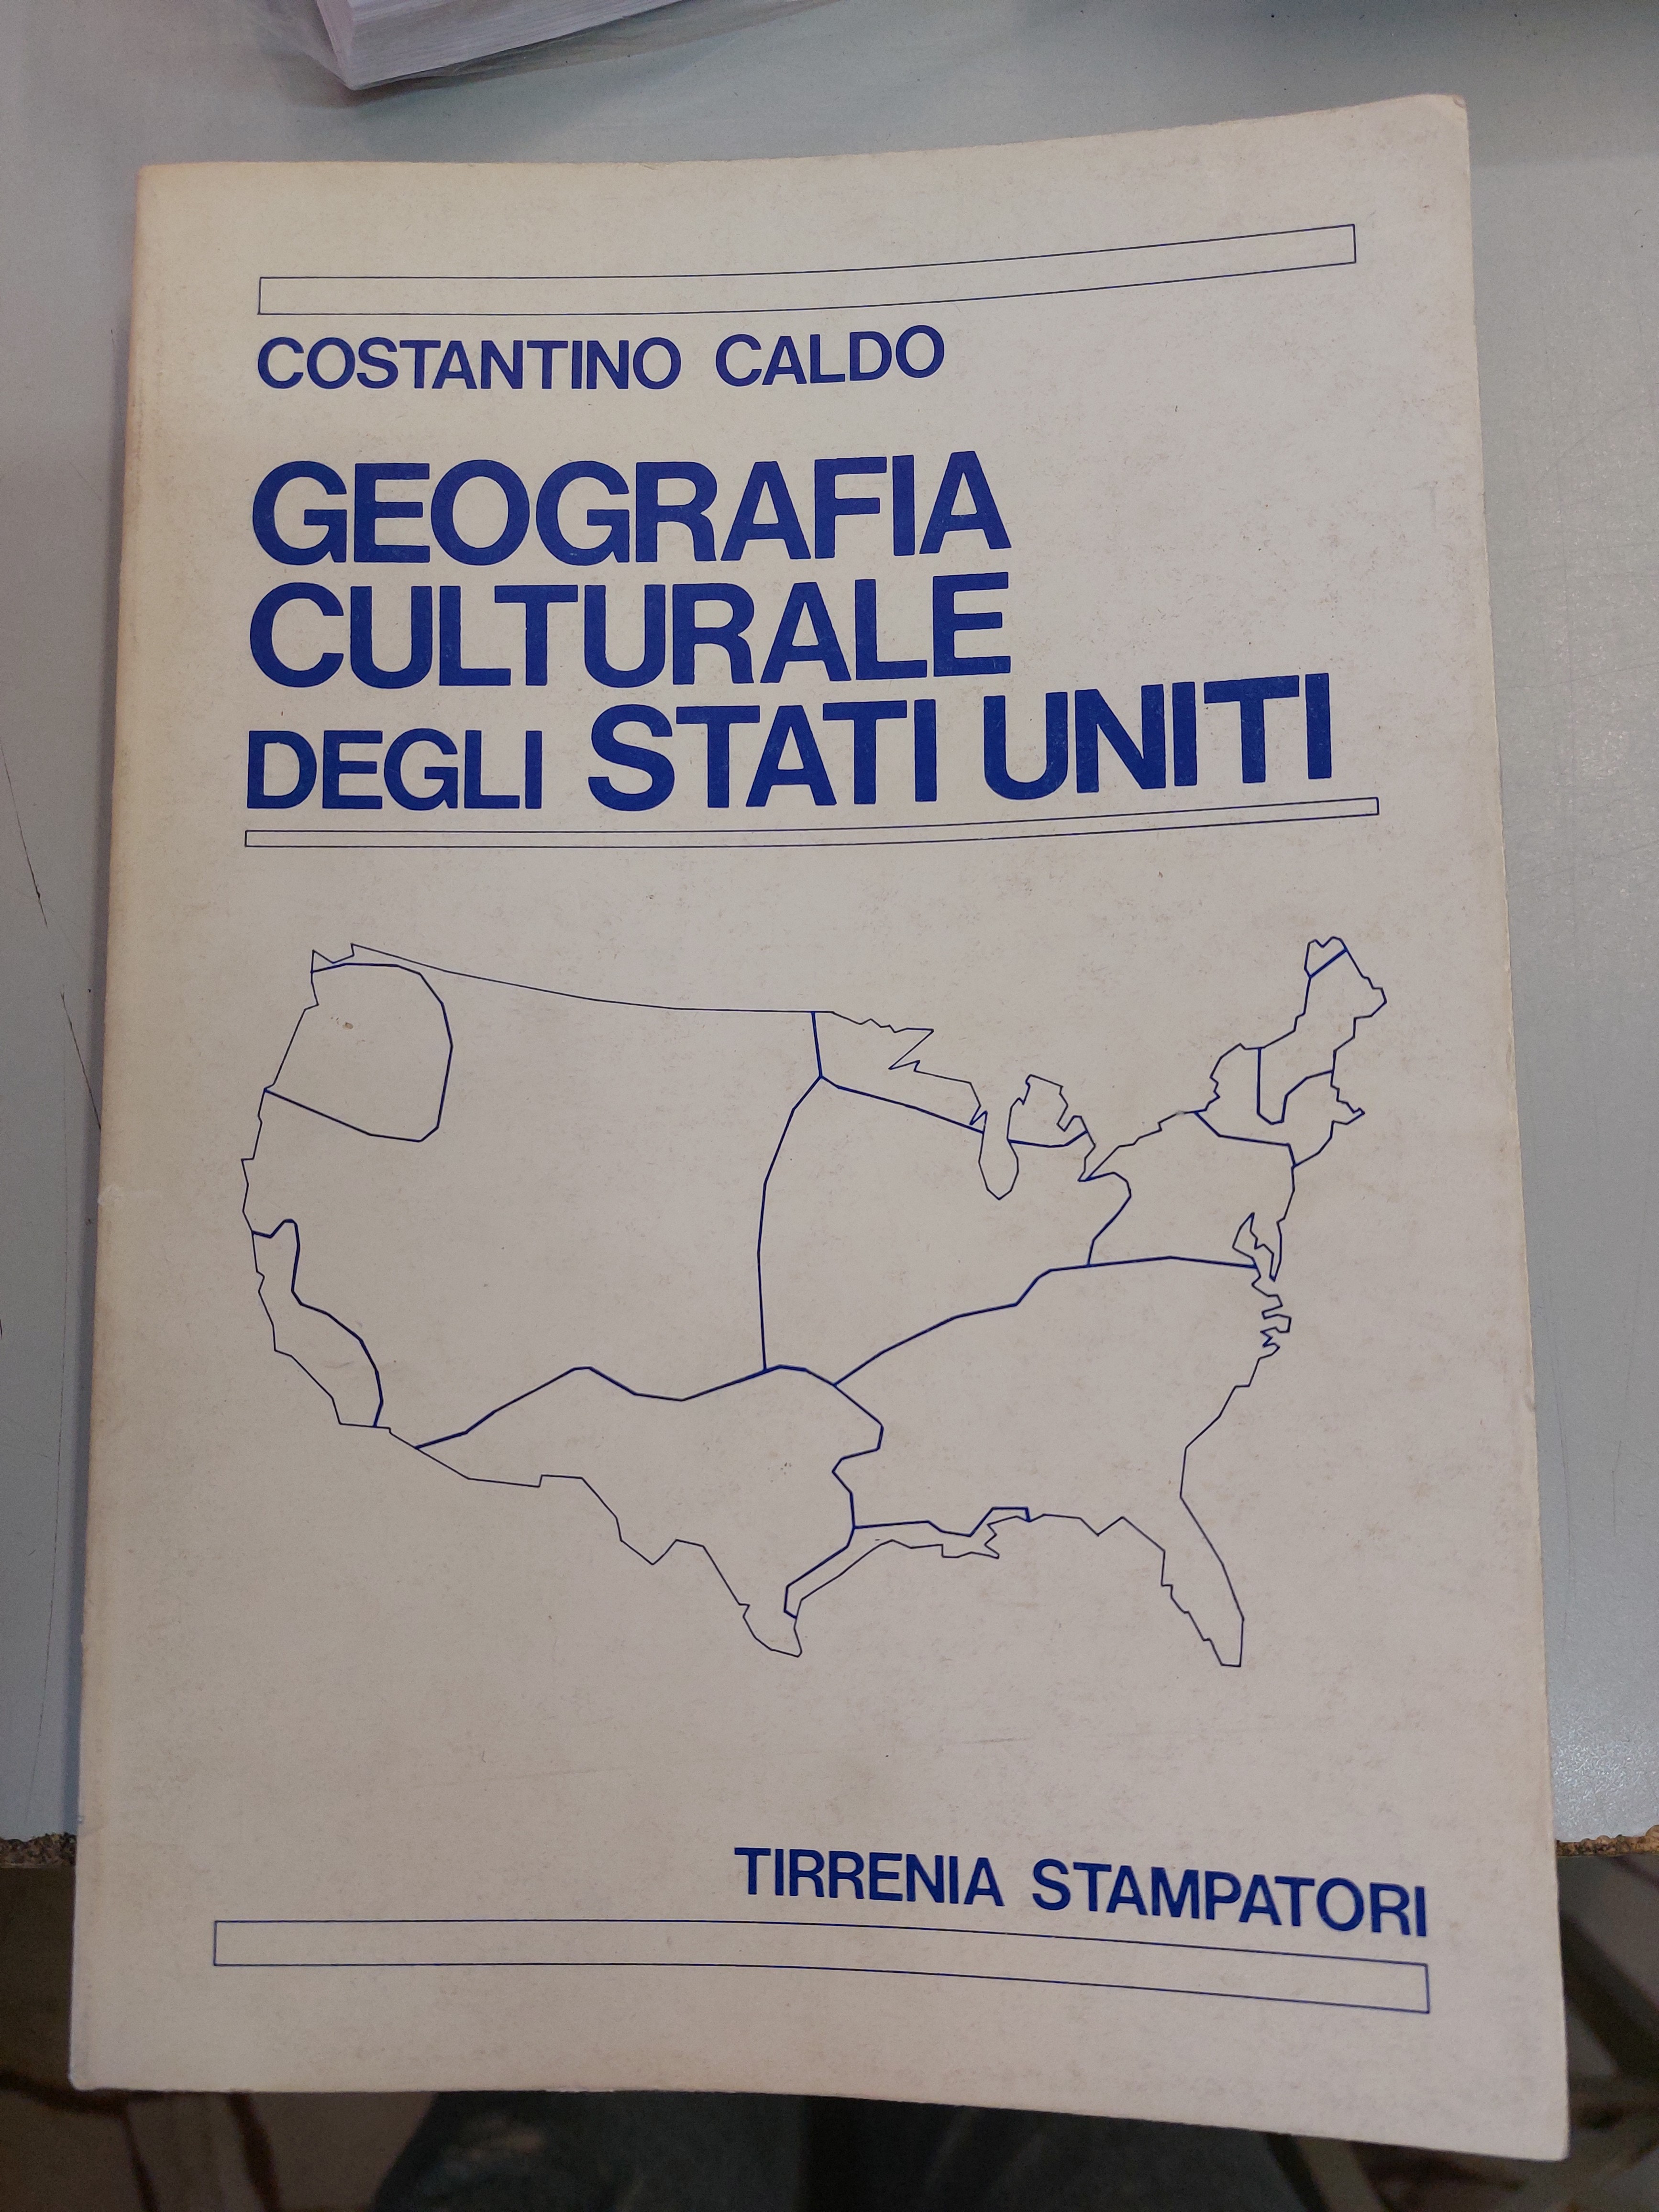 COSTANTINO CALDO
GEOGRAFIA
CULTURALE
DEGLI STATI UNITI
TIRRENIA STAMPATORI